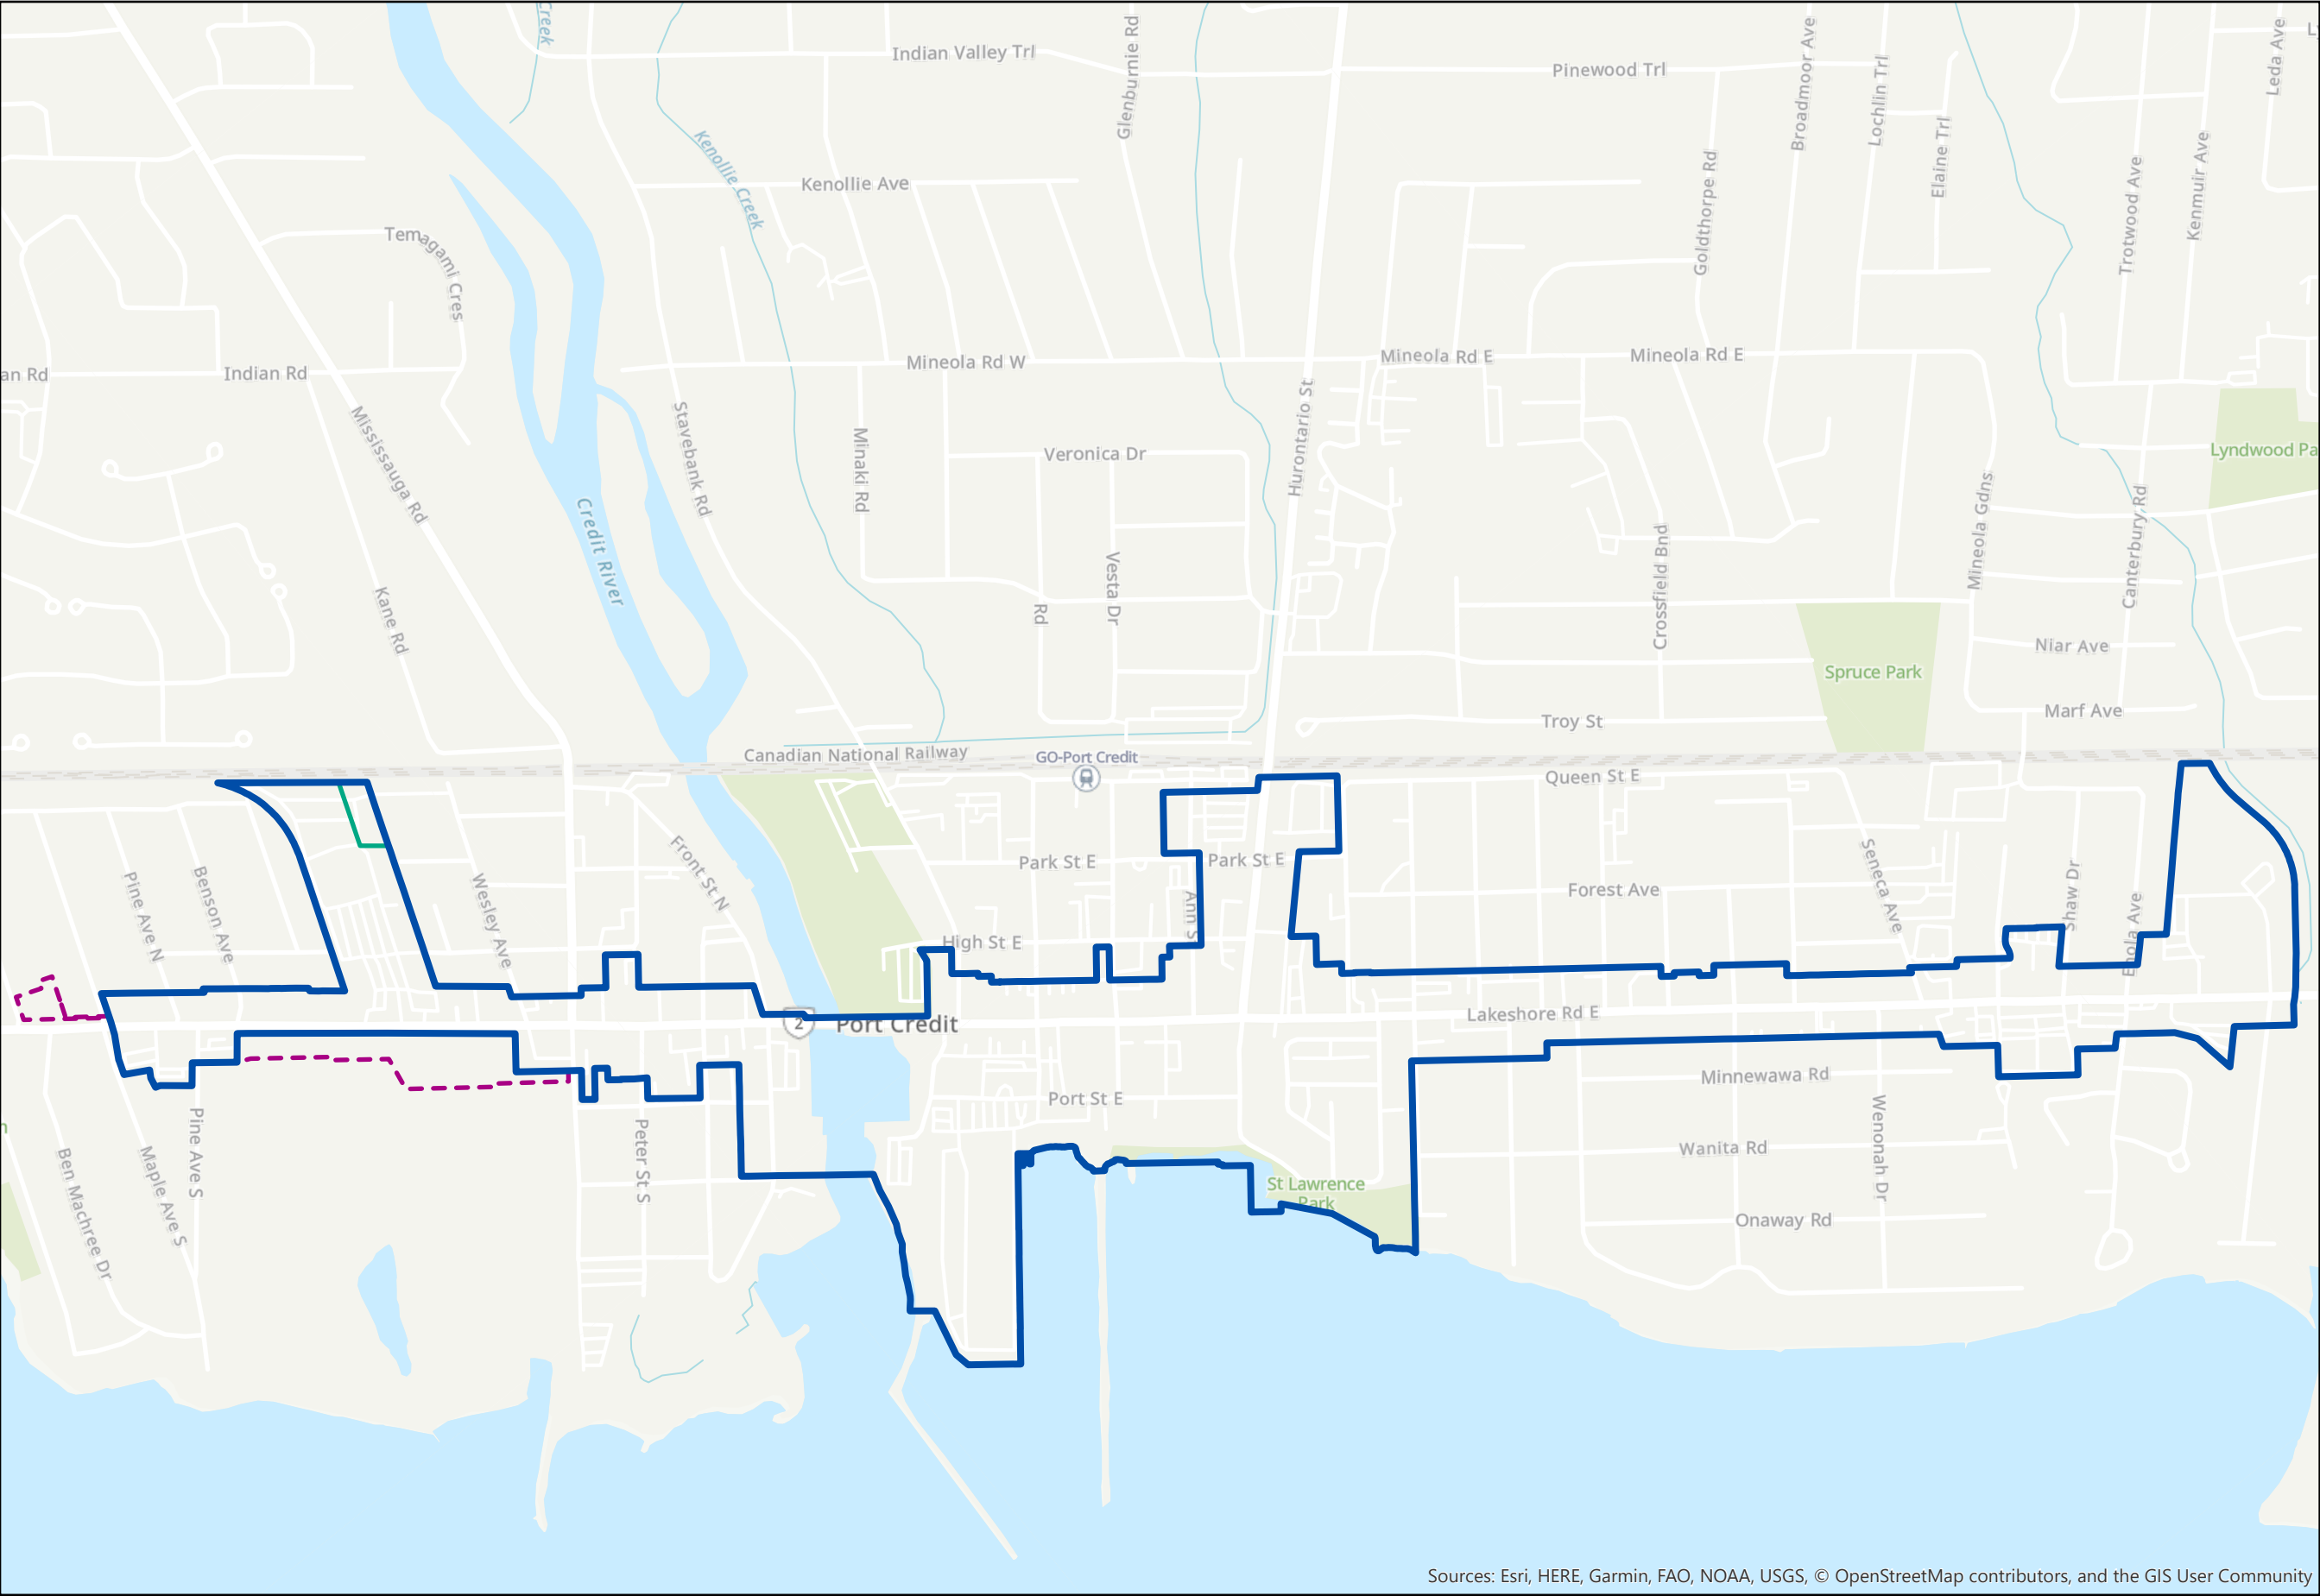 Creek
Indian Valley Trl
Glenburnie Rd
Pinewood Trl
Broadmoor Ave
Lochlin Trl
Elaine Trl
Leda Ave
Kenollie Creek
Kenollie Ave
Goldthorpe Rd
Trotwood Ave
Kenmuir Ave
Temagami Cres
an Rd
Indian Rd
Mineola Rd W
Mineola Rd E
Mineola Rd E
Mississauga Rd
Stavebank Rd
Minaki Rd
Veronica Dr
Hurontario St
Lyndwood Pa
Credit River
Kane Rd
Rd
Vesta Dr
Crossfield Bnd
Mineola Gdns
Canterbury Rd
Niar Ave
Spruce Park
Marf Ave
Troy St
Canadian National Railway
GO-Port Credit
Queen St E
Front St N
Park St E
Park St E
Pine Ave N
Benson Ave
Wesley Ave
Ann S
Forest Ave
Seneca Ave
Shaw Dr
Enola Ave
High St E
2
Port Credit
Lakeshore Rd E
Port St E
Minnewawa Rd
Ben Machree Dr
Maple Ave S
Pine Ave S
Peter St S
Wanita Rd
Wenonah Dr
St Lawrence
Park
Onaway Rd
Sources: Esri, HERE, Garmin, FAO, NOAA, USGS, © OpenStreetMap contributors, and the GIS User Community